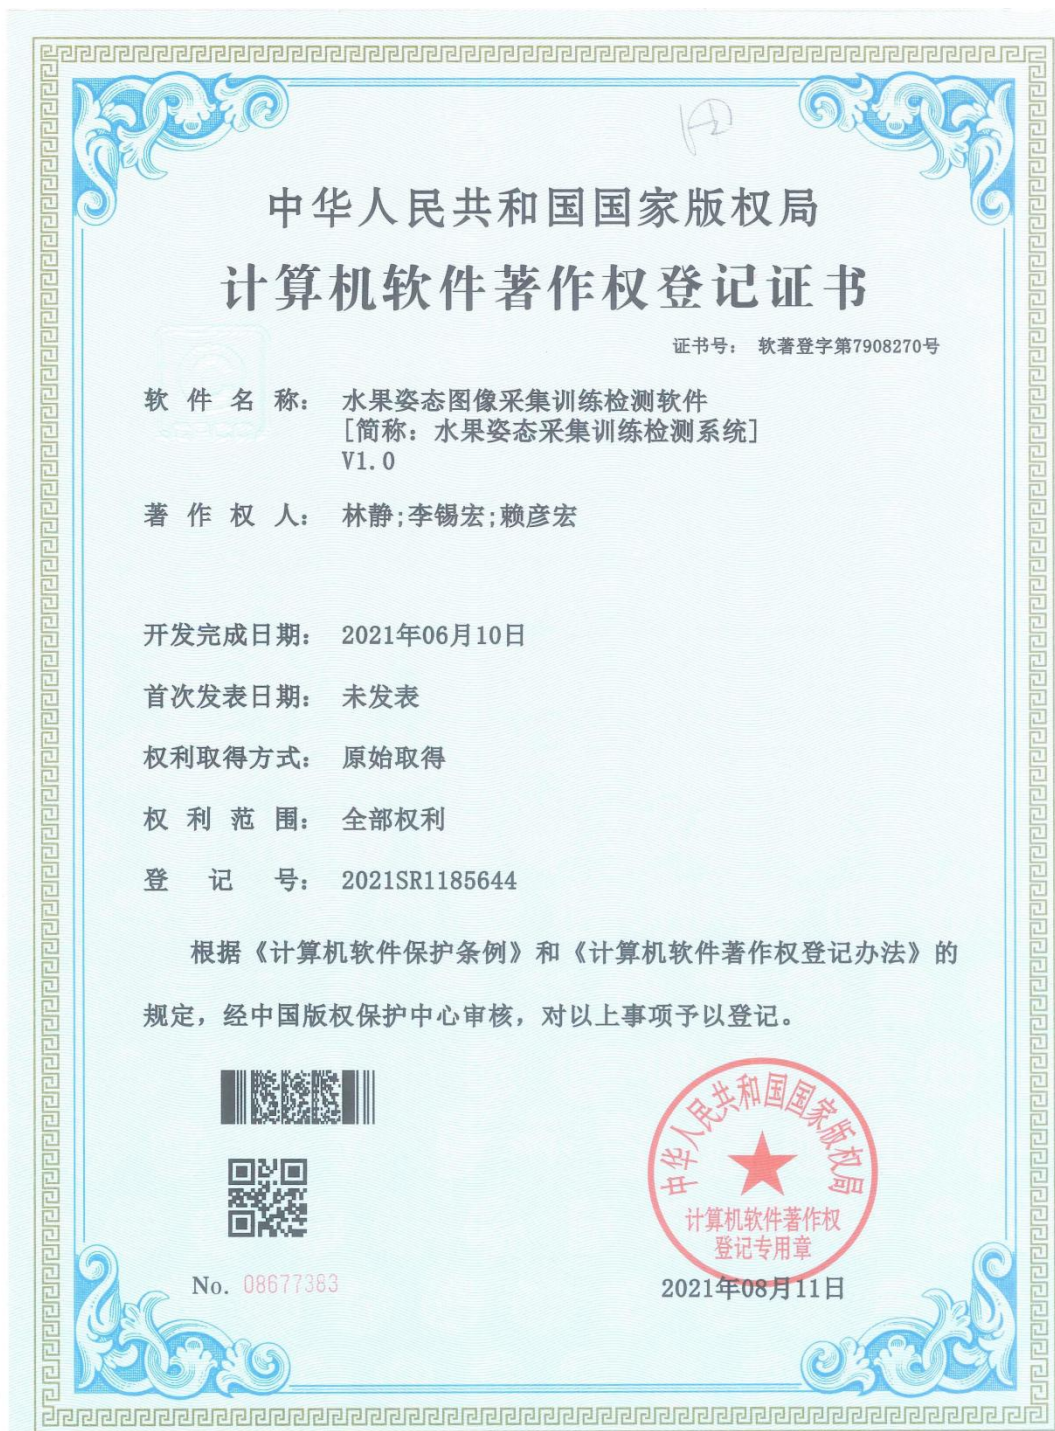 中华人民共和国国家版权局
计算机软件著作权登记证书
证书号： 软著登字第7908270号
软件名称： 水果姿态图像采集训练检测软件
[简称：水果姿态采集训练检测系统]
V1.0
著作权人： 林静;李锡宏;赖彦宏
开发完成日期： 2021年06月10日
首次发表日期： 未发表
权利取得方式： 原始取得
权利范围： 全部权利
登记号： 2021SR1185644
根据《计算机软件保护条例》和《计算机软件著作权登记办法》的
规定，经中国版权保护中心审核，对以上事项予以登记。
中华人民共和国国家版权局
计算机软件著作权
登记专用章
No. 08677383
2021年08月11日